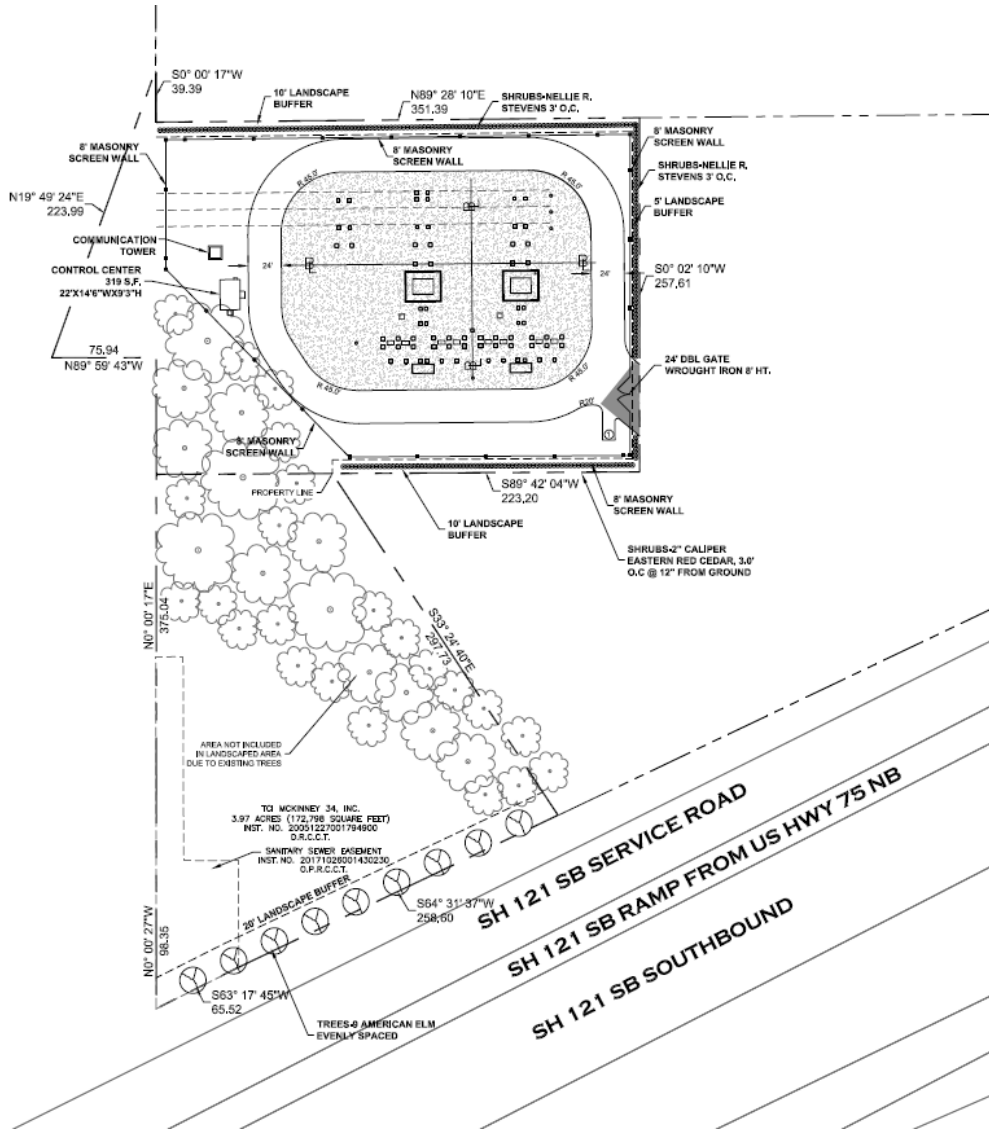 S0° 00' 17"W
39.39
10' LANDSCAPE
BUFFER
N89° 28' 10"E
351.39
SHRUBS-NELLIE R.
STEVENS 3' O.C.
8' MASONRY
SCREEN WALL
8' MASONRY
SCREEN WALL
8' MASONRY
SCREEN WALL
SHRUBS-NELLIE R.
STEVENS 3' O.C.
5' LANDSCAPE
BUFFER
R 45.0'
R 45.0'
N19° 49' 24"E
223.99
COMMUNICATION
TOWER
CONTROL CENTER
319 S.F.
22'X14'6"WX9'3"H
24'
24'
S0° 02' 10"W
257.61
75.94
N89° 59' 43"W
24' DBL GATE
WROUGHT IRON 8' HT.
R 45.0'
R 45.0'
R20'
1
8' MASONRY
SCREEN WALL
PROPERTY LINE
S89° 42' 04"W
223.20
8' MASONRY
SCREEN WALL
10' LANDSCAPE
BUFFER
SHRUBS-2" CALIPER
EASTERN RED CEDAR, 3.0'
O.C @ 12" FROM GROUND
N0° 00' 17"E
375.04
S33° 24' 40"E
297.73
AREA NOT INCLUDED
IN LANDSCAPED AREA
DUE TO EXISTING TREES
TCI MCKINNEY 34, INC.
3.97 ACRES (172,798 SQUARE FEET)
INST. NO. 20051227001794900
O.R.C.C.T.
SANITARY SEWER EASEMENT
INST. NO. 20171026001430230
O.P.R.C.C.T.
20' LANDSCAPE BUFFER
S64° 31' 37"W
258.60
N0° 00' 27"W
98.35
S63° 17' 45"W
65.52
TREES-9 AMERICAN ELM
EVENLY SPACED
SH 121 SB SERVICE ROAD
SH 121 SB RAMP FROM US HWY 75 NB
SH 121 SB SOUTHBOUND